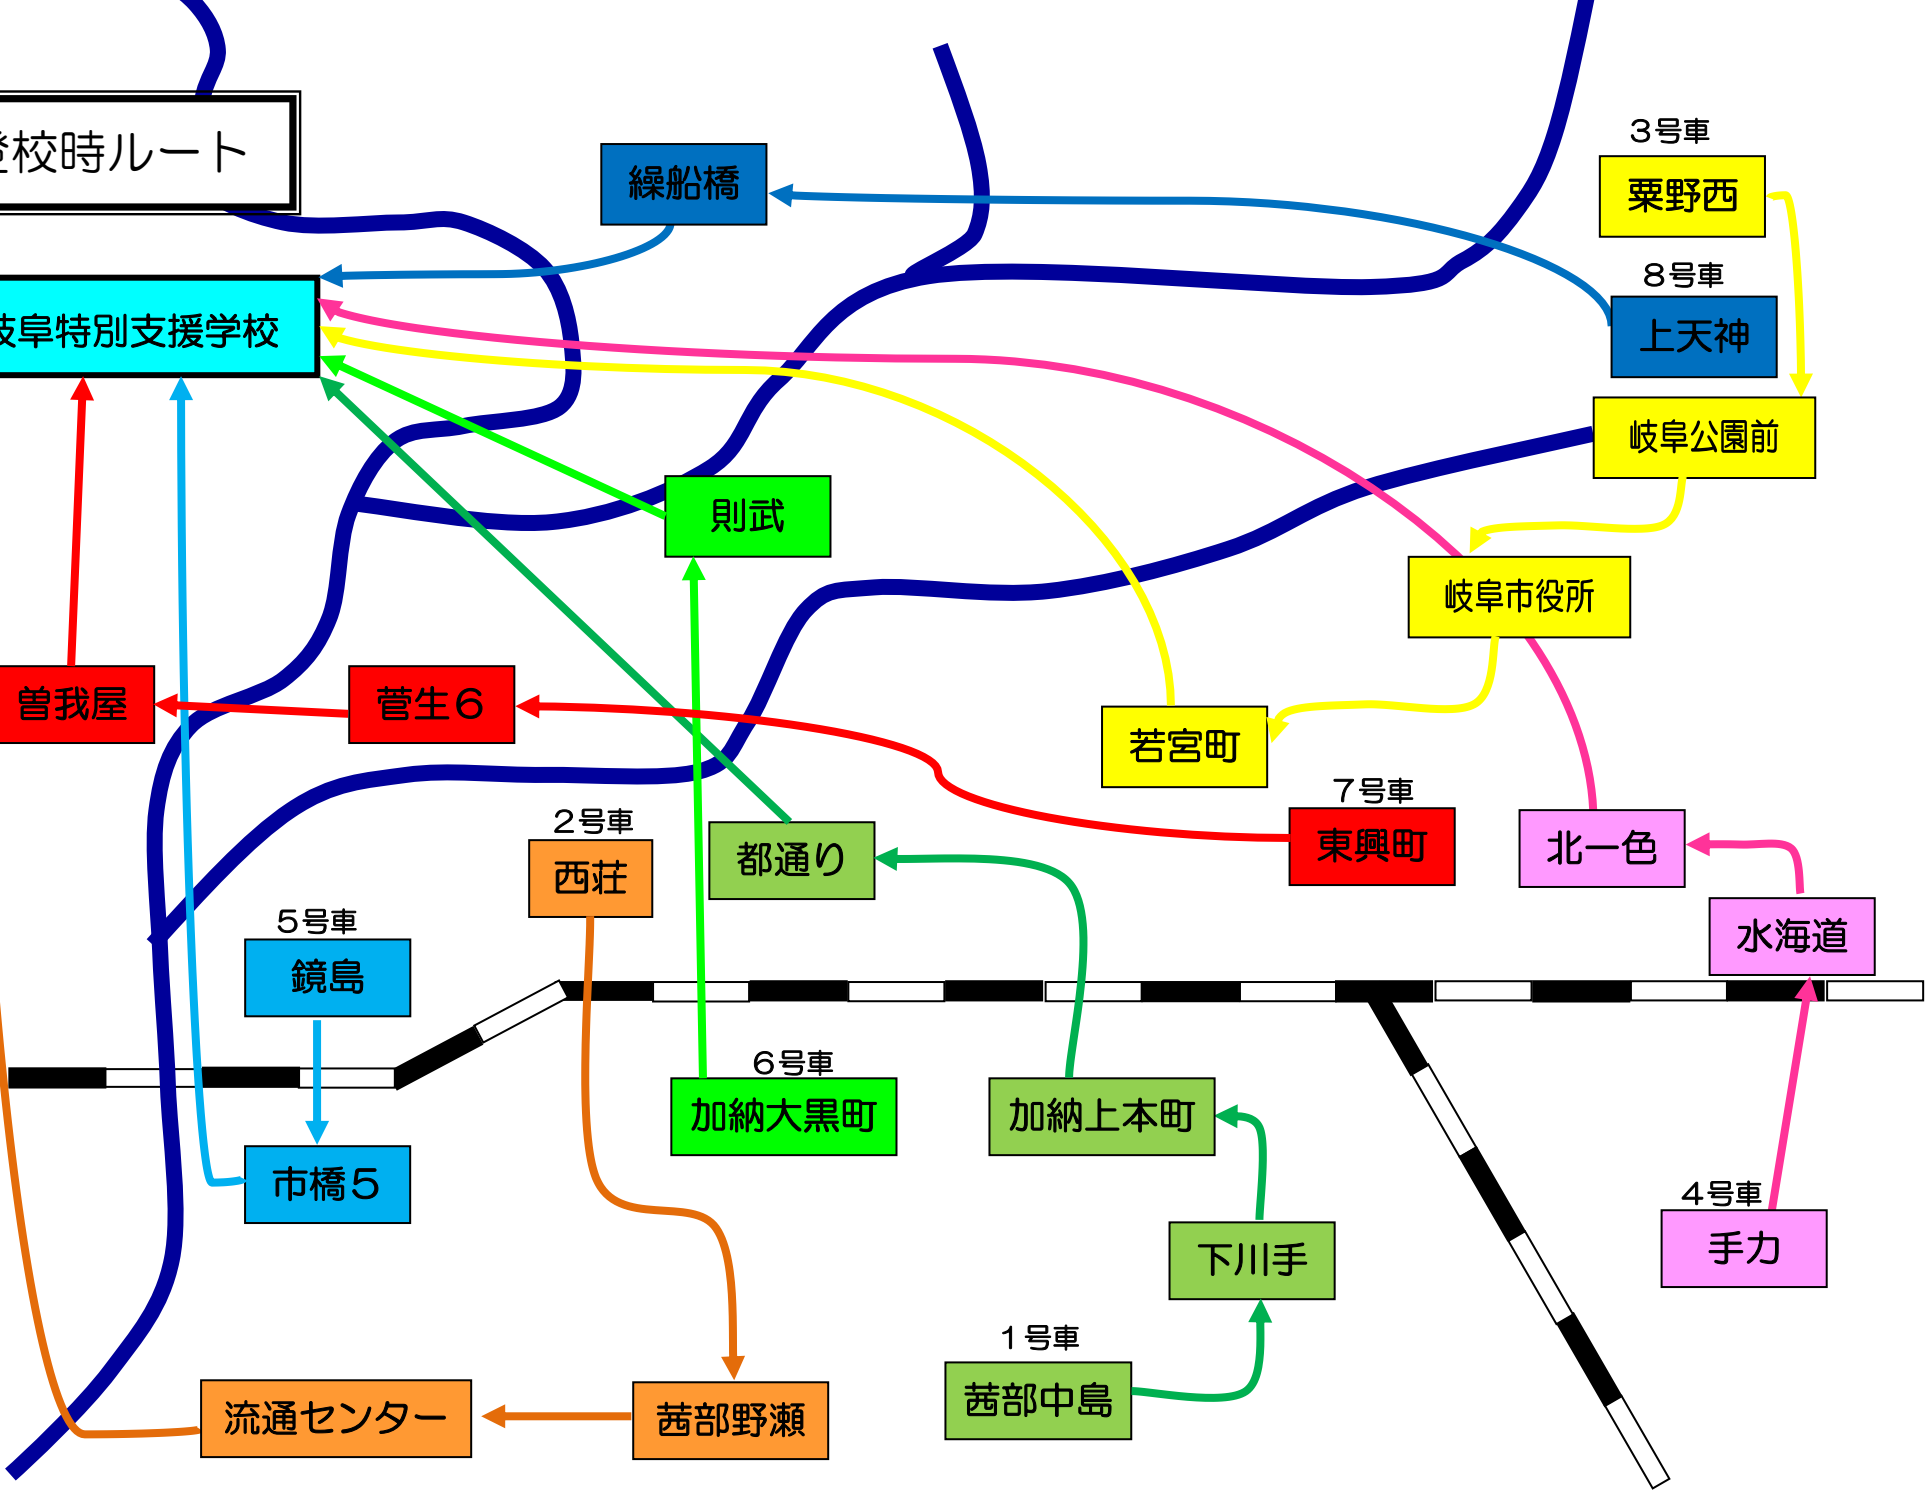 校時ルート
3号車
粟野西
繰船橋
8号車
上天神
阜特別支援学校
岐阜公園前
則武
岐阜市役所
曽我屋
菅生6
若宮町
7号車
東興町
北一色
2号車
西荘
都通り
水海道
5号車
鏡島
6号車
加納大黒町
加納上本町
市橋5
4号車
手力
下川手
1号車
茜部中島
流通センター
茜部野瀬